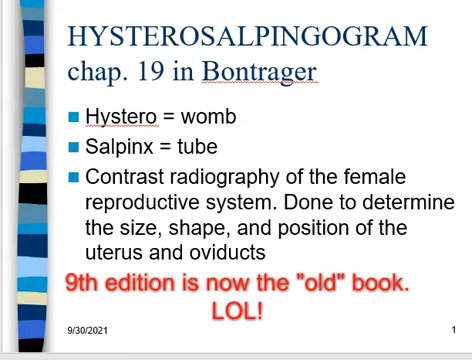 HYSTEROSALPINGOGRAM
chap. 19 in Bontrager
Hystero = womb
Salpinx = tube
Contrast radiography of the female
reproductive system. Done to determine
the size, shape, and position of the
uterus and oviducts
9th edition is now the "old" book.
LOL!
9/30/2021
1